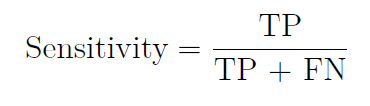 Sensitivity = TP / TP + FN